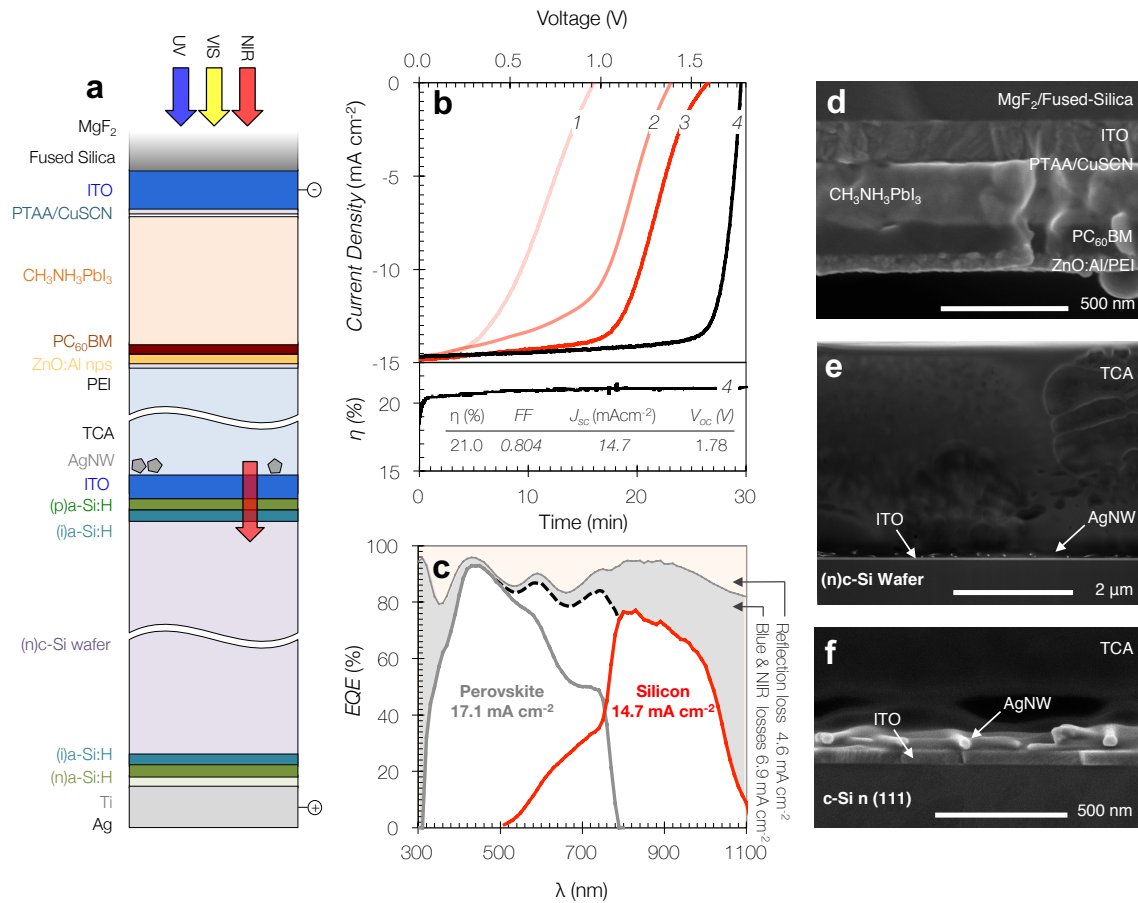 a
UV
VIS
NIR
MgF₂
Fused Silica
ITO
PTAA/CuSCN
CH₃NH₃PbI₃
PC₆₀BM
ZnO:Al nps
PEI
TCA
AgNW
ITO
(p)a-Si:H
(i)a-Si:H
(n)c-Si wafer
(i)a-Si:H
(n)a-Si:H
Ti
Ag
-
+
Voltage (V)
0.0 0.5 1.0 1.5
b
1 2 3 4
Current Density (mA cm⁻²)
0
-5
-10
-15
4
η (%)
20
15
η (%) FF Jsc (mAcm⁻²) Voc (V)
21.0 0.804 14.7 1.78
0 10 20 30
Time (min)
c
EQE (%)
100
80
60
40
20
0
Perovskite
17.1 mA cm⁻²
Silicon
14.7 mA cm⁻²
Reflection loss 4.6 mA cm⁻²
Blue & NIR losses 6.9 mA cm⁻²
300 500 700 900 1100
λ (nm)
d
MgF₂/Fused-Silica
ITO
PTAA/CuSCN
CH₃NH₃PbI₃
PC₆₀BM
ZnO:Al/PEI
500 nm
e
TCA
ITO
AgNW
(n)c-Si Wafer
2 µm
f
TCA
AgNW
ITO
c-Si n (111)
500 nm